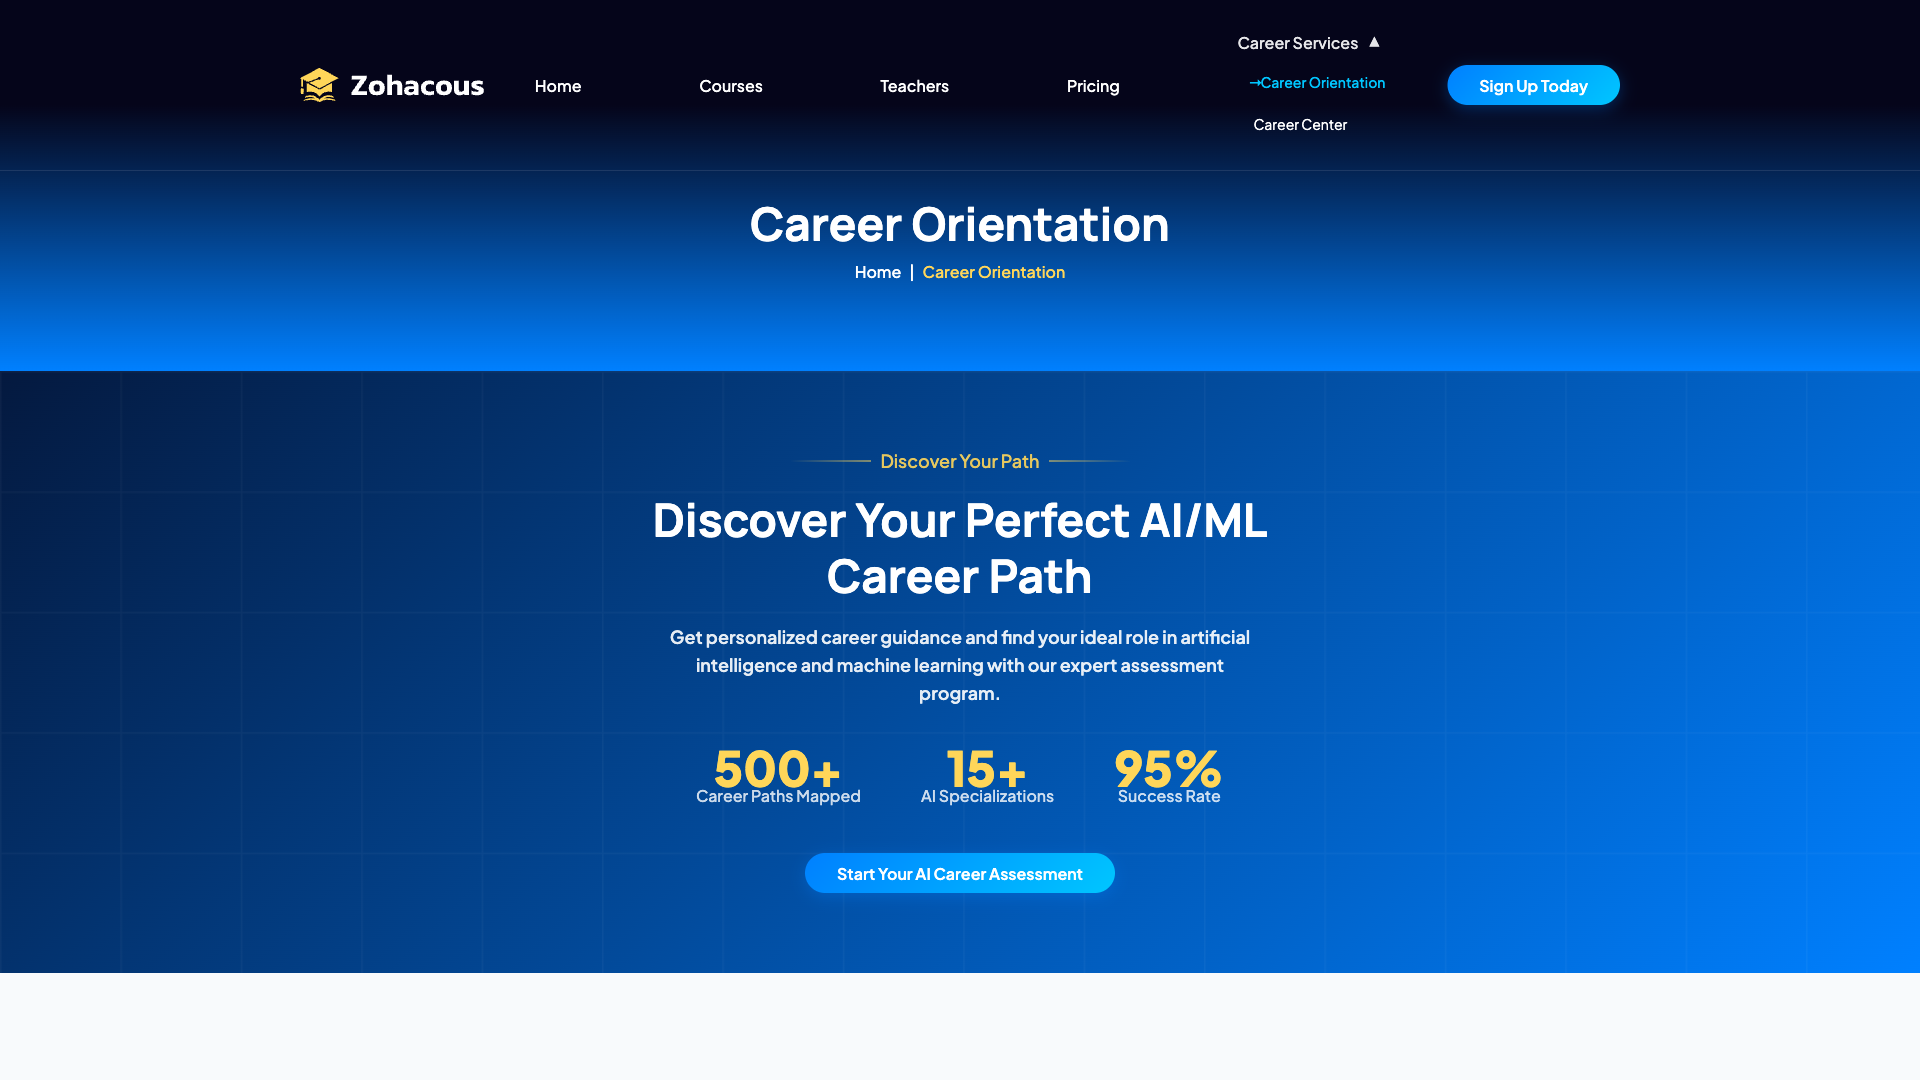 Zohacous
Home
Courses
Teachers
Pricing
Career Services ▲
→Career Orientation
Career Center
Sign Up Today
Career Orientation
Home | Career Orientation
Discover Your Path
Discover Your Perfect AI/ML
Career Path
Get personalized career guidance and find your ideal role in artificial
intelligence and machine learning with our expert assessment
program.
500+
Career Paths Mapped
15+
AI Specializations
95%
Success Rate
Start Your AI Career Assessment